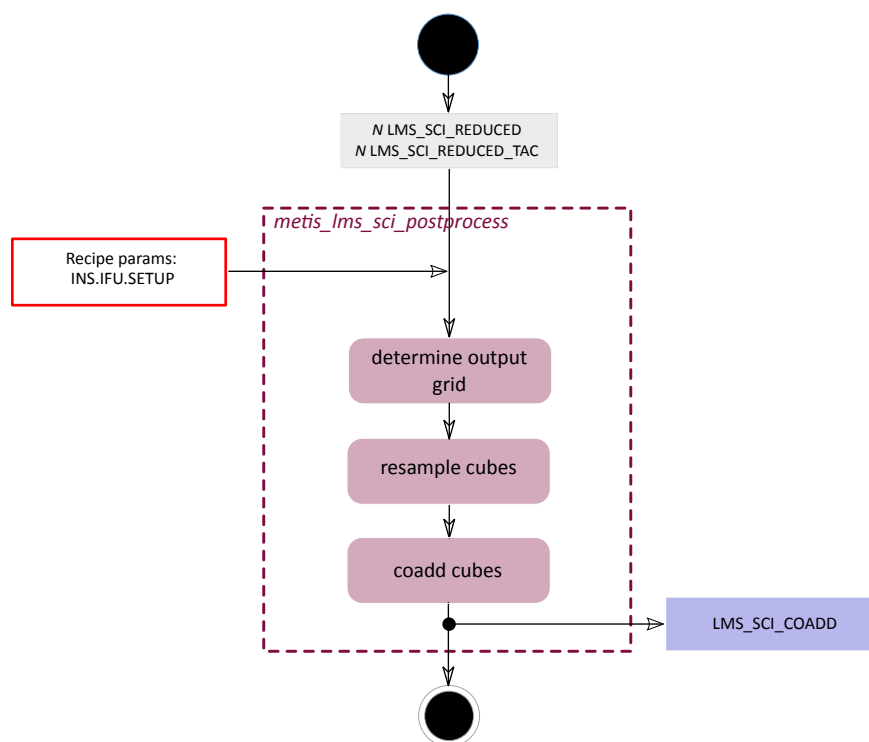 N LMS_SCI_REDUCED
N LMS_SCI_REDUCED_TAC
metis_lms_sci_postprocess
Recipe params:
INS.IFU.SETUP
determine output
grid
resample cubes
coadd cubes
LMS_SCI_COADD